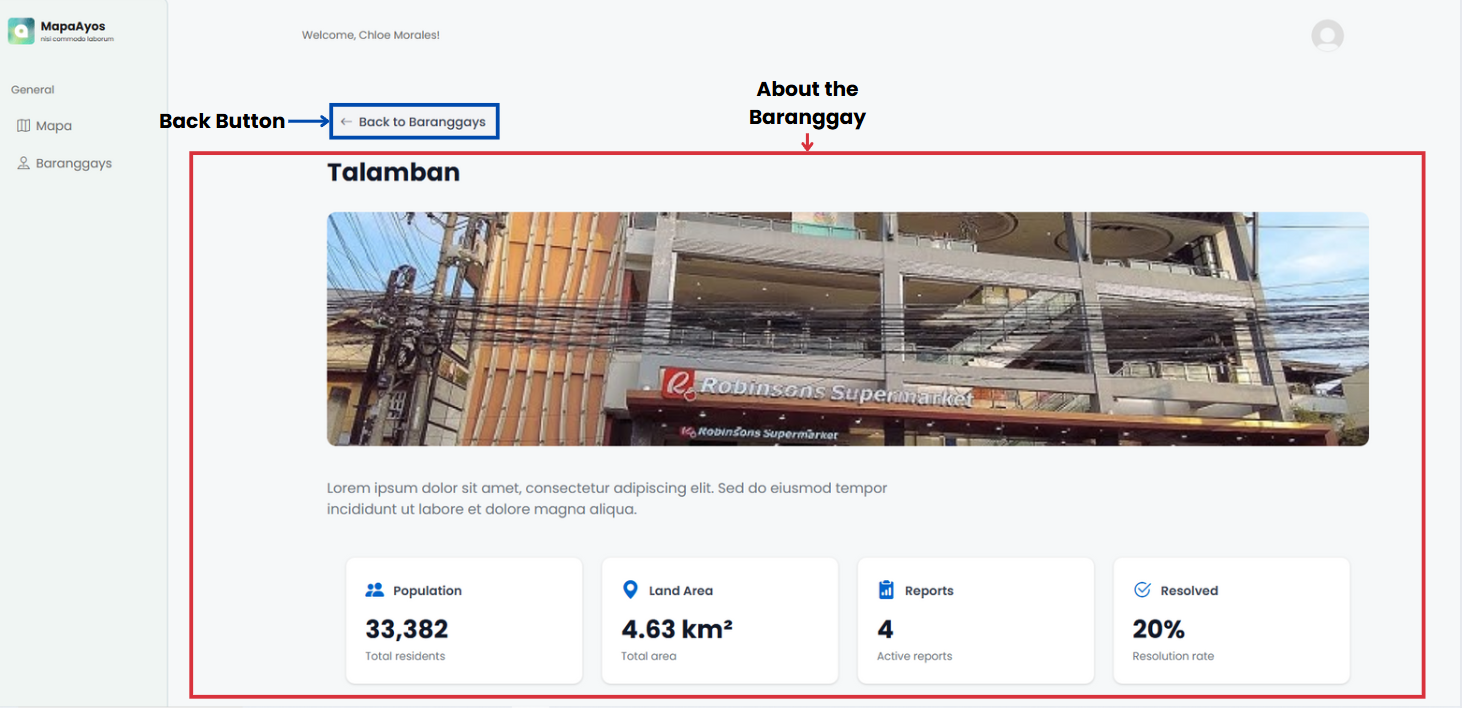 MapaAyos
nisi commodo laborum
Welcome, Chloe Morales!
General
Mapa
Baranggays
Back Button
← Back to Baranggays
About the
Baranggay
Talamban
Robinsons Supermarket
Robinsons Supermarket
Lorem ipsum dolor sit amet, consectetur adipiscing elit. Sed do eiusmod tempor
incididunt ut labore et dolore magna aliqua.
Population
33,382
Total residents
Land Area
4.63 km²
Total area
Reports
4
Active reports
Resolved
20%
Resolution rate